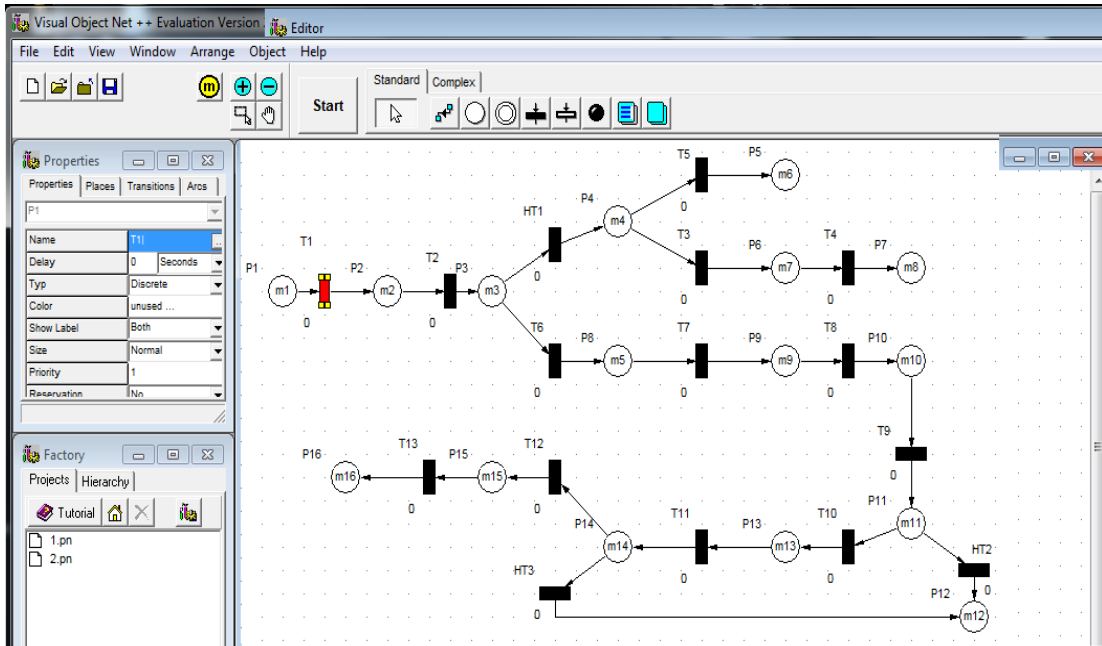 Visual Object Net ++ Evaluation Version
Editor
File Edit View Window Arrange Object Help
m
Start
Standard Complex
Properties
Properties Places Transitions Arcs
P1
Name T1 ...
Delay 0 Seconds
Typ Discrete
Color unused ...
Show Label Both
Size Normal
Priority 1
Reservation No
Factory
Projects Hierarchy
Tutorial
1.pn
2.pn
T5 P5
m6
0
P4
HT1
m4
T3 P6 T4 P7
0
m7 m8
0 0
T1
P1 P2 T2 P3
m1 m2 m3
0 0
T6 P8 T7 P9 T8 P10
m5 m9 m10
0 0 0
T9
0
P16 T13 P15 T12
m16 m15
0 0
P11
m11
P14 T11 P13 T10
m14 m13
0 0
HT2
0
HT3
0
P12
m12